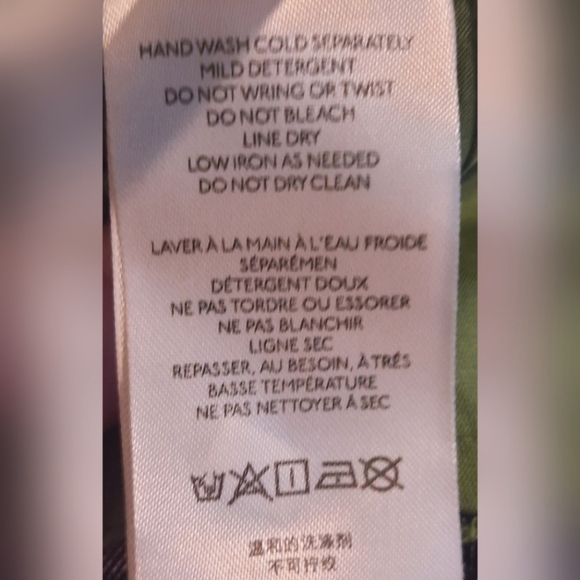 HAND WASH COLD SEPARATELY
MILD DETERGENT
DO NOT WRING OR TWIST
DO NOT BLEACH
LINE DRY
LOW IRON AS NEEDED
DO NOT DRY CLEAN
LAVER À LA MAIN À L'EAU FROIDE
SÉPARÉMEN
DÉTERGENT DOUX
NE PAS TORDRE OU ESSORER
NE PAS BLANCHIR
LIGNE SEC
REPASSER, AU BESOIN, À TRÉS
BASSE TEMPÉRATURE
NE PAS NETTOYER À SEC
温和的洗涤剂
不可拧绞